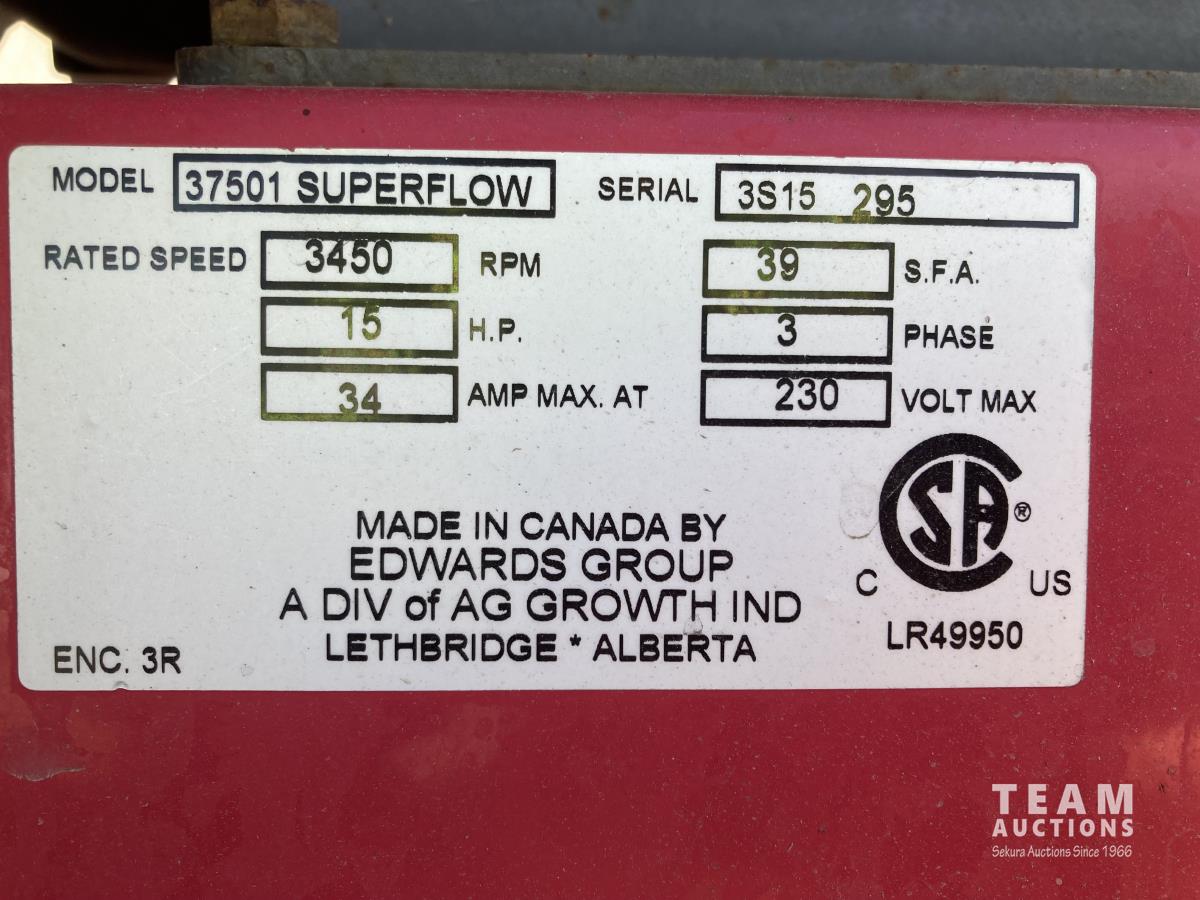 MODEL 37501 SUPERFLOW SERIAL 3S15 295
RATED SPEED 3450 RPM 39 S.F.A.
15 H.P. 3 PHASE
34 AMP MAX. AT 230 VOLT MAX
MADE IN CANADA BY
EDWARDS GROUP
A DIV of AG GROWTH IND
LETHBRIDGE * ALBERTA
ENC. 3R
CSA ®
C US
LR49950
TEAM
AUCTIONS
Sekura Auctions Since 1966